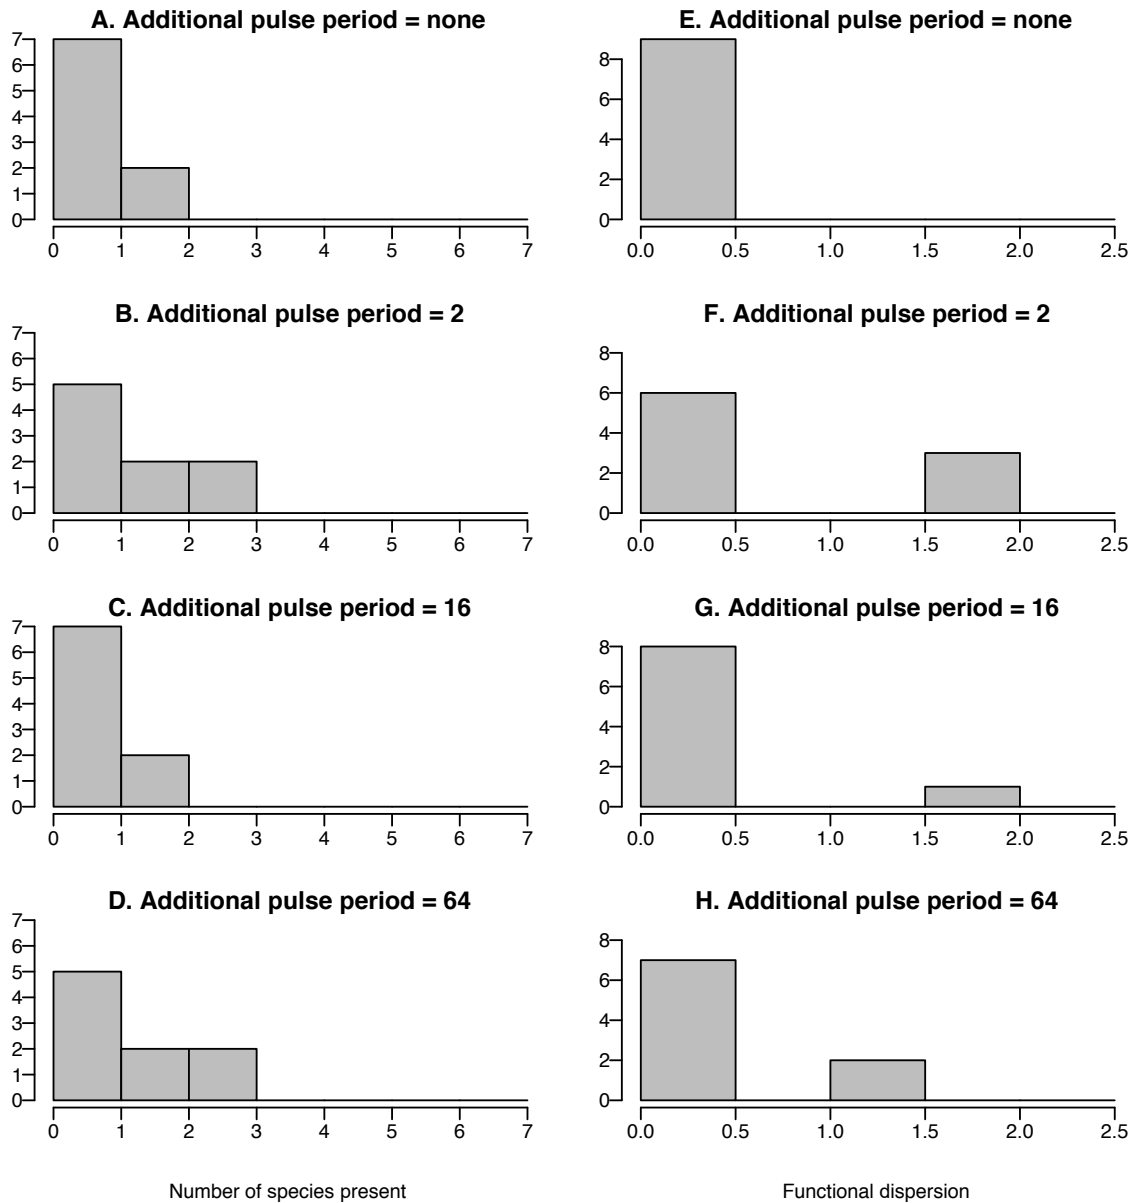 A. Additional pulse period = none
7
6
5
4
3
2
1
0
0 1 2 3 4 5 6 7
E. Additional pulse period = none
8
6
4
2
0
0.0 0.5 1.0 1.5 2.0 2.5
B. Additional pulse period = 2
7
6
5
4
3
2
1
0
0 1 2 3 4 5 6 7
F. Additional pulse period = 2
8
6
4
2
0
0.0 0.5 1.0 1.5 2.0 2.5
C. Additional pulse period = 16
7
6
5
4
3
2
1
0
0 1 2 3 4 5 6 7
G. Additional pulse period = 16
8
6
4
2
0
0.0 0.5 1.0 1.5 2.0 2.5
D. Additional pulse period = 64
7
6
5
4
3
2
1
0
0 1 2 3 4 5 6 7
H. Additional pulse period = 64
8
6
4
2
0
0.0 0.5 1.0 1.5 2.0 2.5
Number of species present
Functional dispersion